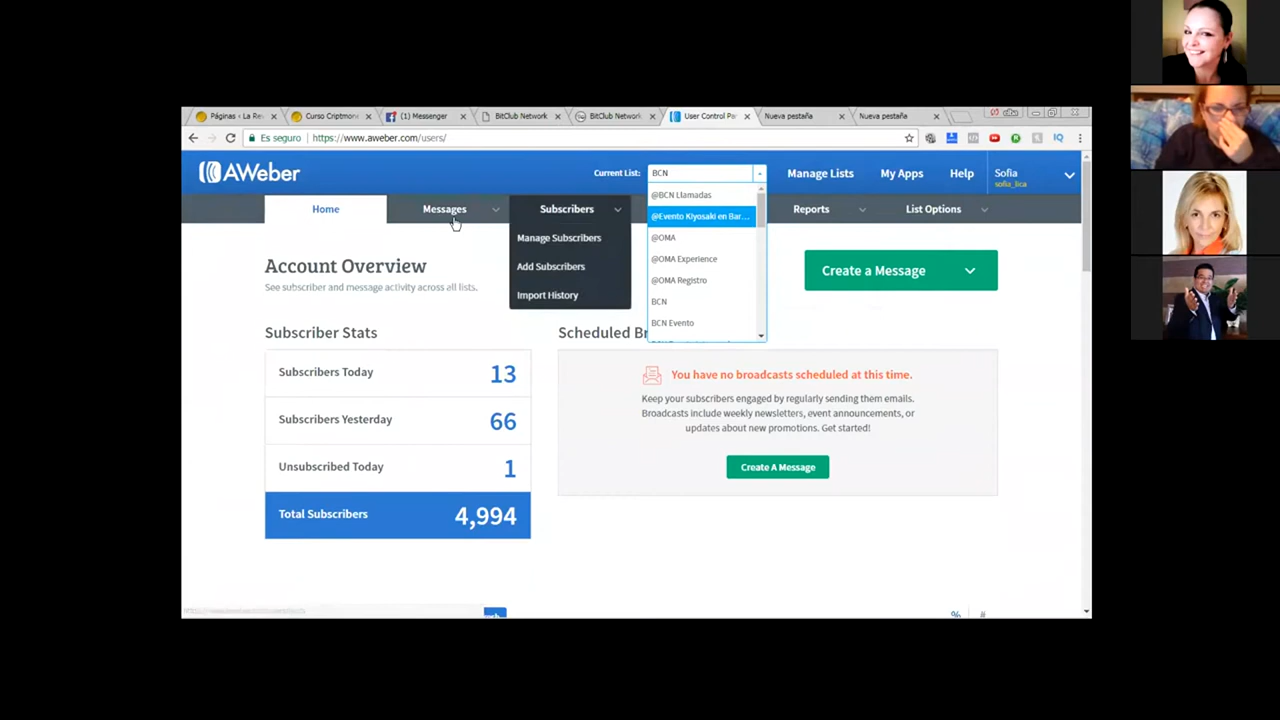 Páginas ‹ La Re
Curso Criptmon
(1) Messenger
BitClub Network
BitClub Network
User Control Pa
Nueva pestaña
Nueva pestaña
Es seguro
https://www.aweber.com/users/
IQ
AWeber
Current List:
BCN
Manage Lists
My Apps
Help
Sofia
sofia_lica
Home
Messages
Subscribers
Reports
List Options
@BCN Llamadas
@Evento Kiyosaki en Bar...
@OMA
@OMA Experience
@OMA Registro
BCN
BCN Evento
Manage Subscribers
Add Subscribers
Import History
Account Overview
See subscriber and message activity across all lists.
Create a Message
Subscriber Stats
Subscribers Today
13
Subscribers Yesterday
66
Unsubscribed Today
1
Total Subscribers
4,994
Scheduled Br
You have no broadcasts scheduled at this time.
Keep your subscribers engaged by regularly sending them emails.
Broadcasts include weekly newsletters, event announcements, or
updates about new promotions. Get started!
Create A Message
%
#